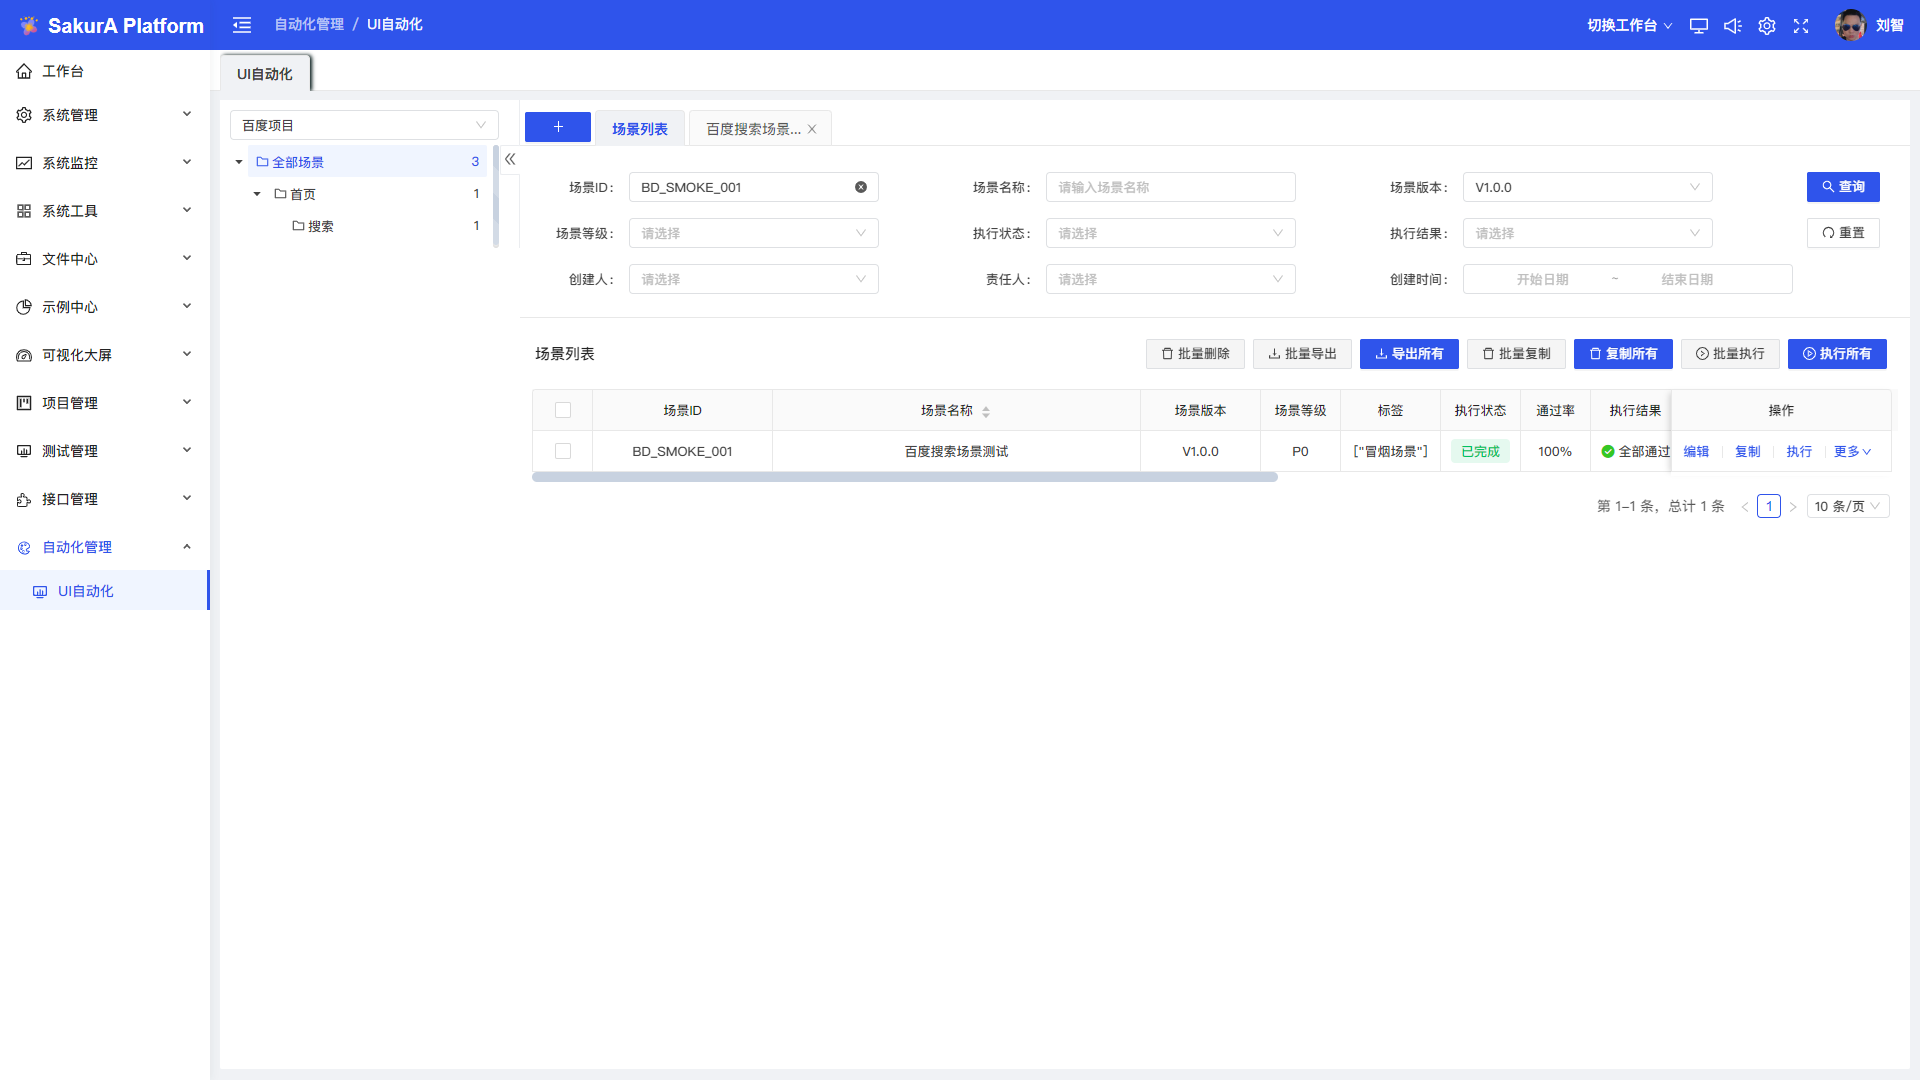 SakurA Platform
自动化管理 / UI自动化
切换工作台
刘智
工作台
系统管理
系统监控
系统工具
文件中心
示例中心
可视化大屏
项目管理
测试管理
接口管理
自动化管理
UI自动化
UI自动化
百度项目
全部场景 3
首页 1
搜索 1
场景列表
百度搜索场景...
场景ID： BD_SMOKE_001
场景名称： 请输入场景名称
场景版本： V1.0.0
查询
场景等级： 请选择
执行状态： 请选择
执行结果： 请选择
重置
创建人： 请选择
责任人： 请选择
创建时间： 开始日期 ~ 结束日期
场景列表
批量删除 批量导出 导出所有 批量复制 复制所有 批量执行 执行所有
场景ID 场景名称 场景版本 场景等级 标签 执行状态 通过率 执行结果 操作
BD_SMOKE_001 百度搜索场景测试 V1.0.0 P0 ["冒烟场景"] 已完成 100% 全部通过 编辑 复制 执行 更多
第 1-1 条，总计 1 条 1 10 条/页